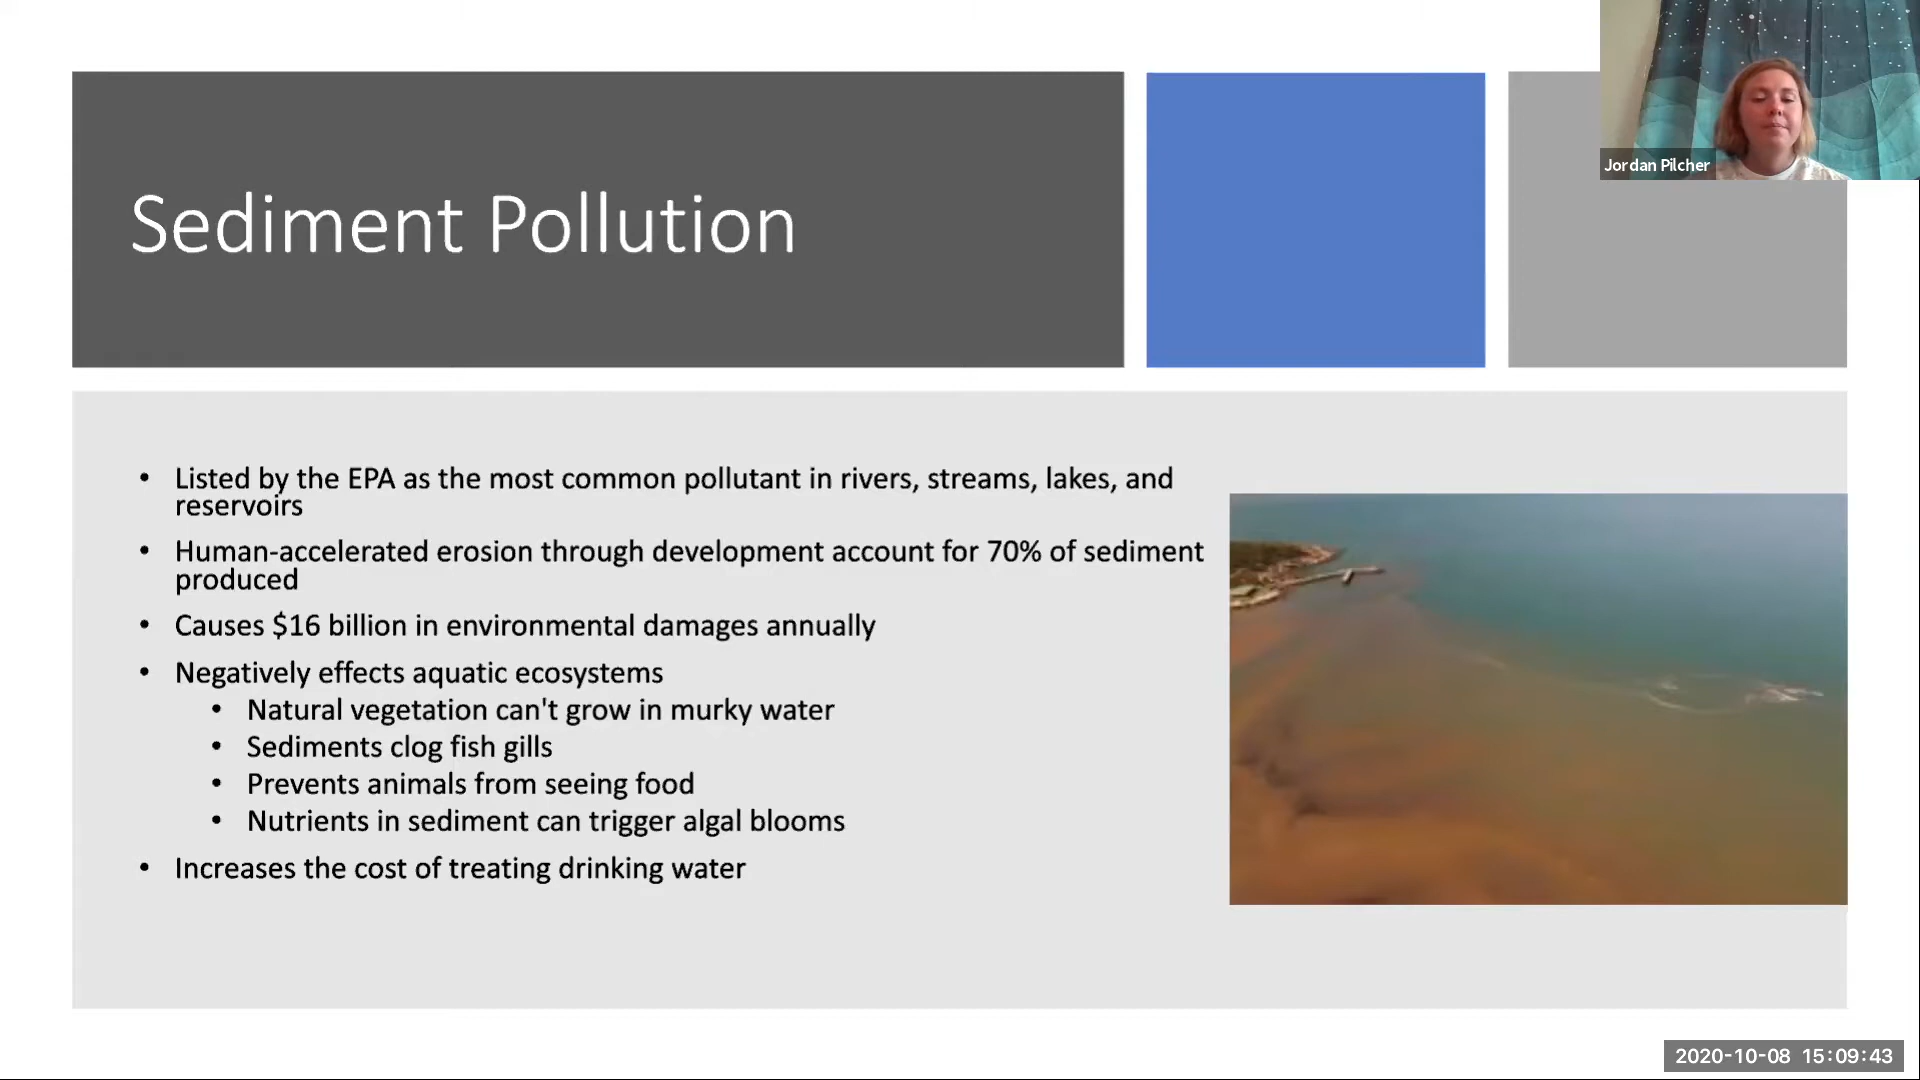 Jordan Pilcher
Sediment Pollution
• Listed by the EPA as the most common pollutant in rivers, streams, lakes, and
reservoirs
• Human-accelerated erosion through development account for 70% of sediment
produced
• Causes $16 billion in environmental damages annually
• Negatively effects aquatic ecosystems
• Natural vegetation can't grow in murky water
• Sediments clog fish gills
• Prevents animals from seeing food
• Nutrients in sediment can trigger algal blooms
• Increases the cost of treating drinking water
2020-10-08 15:09:43